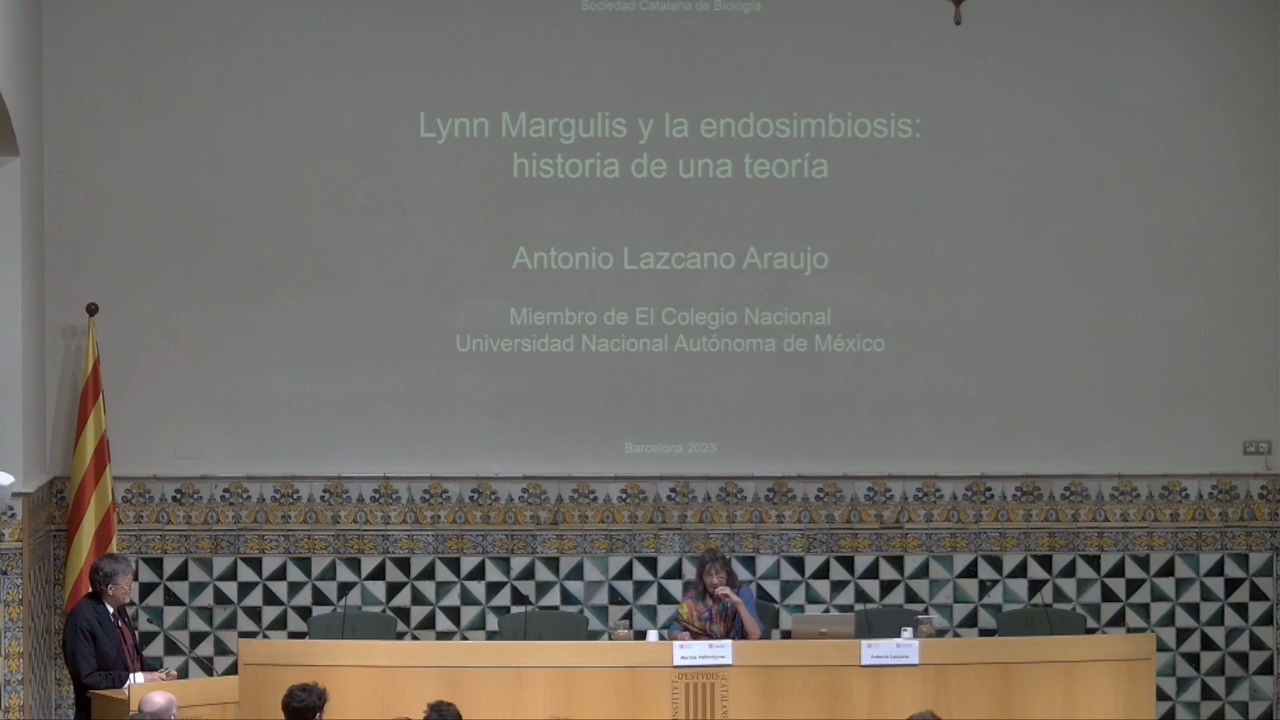 Sociedad Catalana de Biología
Lynn Margulis y la endosimbiosis:
historia de una teoría
Antonio Lazcano Araujo
Miembro de El Colegio Nacional
Universidad Nacional Autónoma de México
Barcelona 2023
Antonio Lazcano
D'ESTVDIS